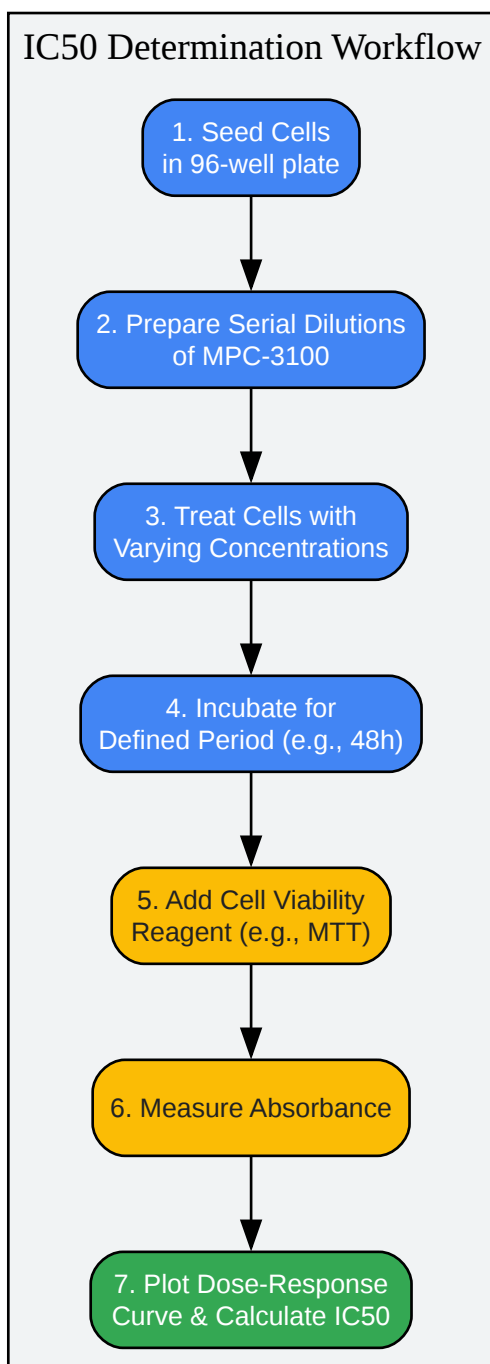 IC50 Determination Workflow
1. Seed Cells
in 96-well plate
2. Prepare Serial Dilutions
of MPC-3100
3. Treat Cells with
Varying Concentrations
4. Incubate for
Defined Period (e.g., 48h)
5. Add Cell Viability
Reagent (e.g., MTT)
6. Measure Absorbance
7. Plot Dose-Response
Curve & Calculate IC50